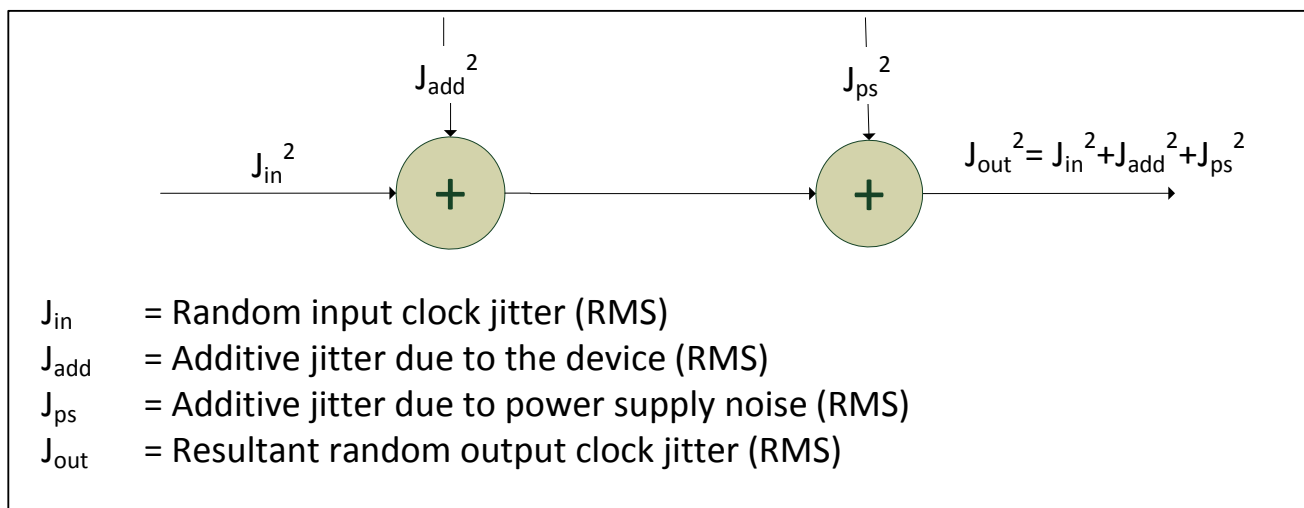 J_add^2
J_ps^2
J_in^2
J_out^2= J_in^2+J_add^2+J_ps^2
+
+
J_in = Random input clock jitter (RMS)
J_add = Additive jitter due to the device (RMS)
J_ps = Additive jitter due to power supply noise (RMS)
J_out = Resultant random output clock jitter (RMS)